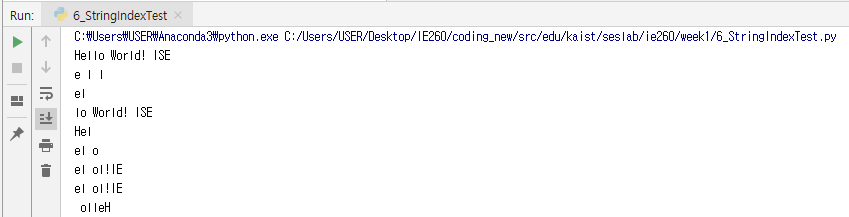 Run: 6_StringIndexTest ×
C:₩Users₩USER₩Anaconda3₩python.exe C:/Users/USER/Desktop/IE260/coding_new/src/edu/kaist/seslab/ie260/week1/6_StringIndexTest.py
Hello World! ISE
e l l
el
lo World! ISE
Hel
el o
el ol!IE
el ol!IE
 olleH